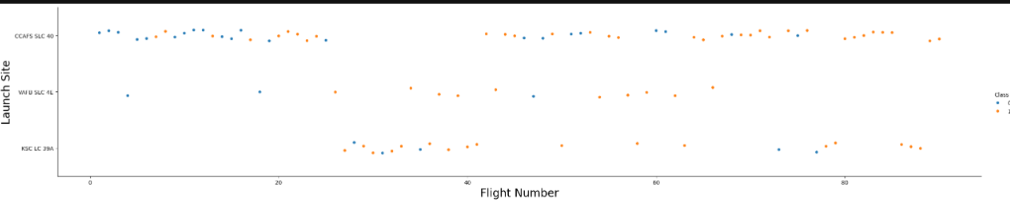 CCAFS SLC 40
VAFB SLC 4E
KSC LC 39A
Launch Site
0
20
40
60
80
Flight Number
Class
0
1